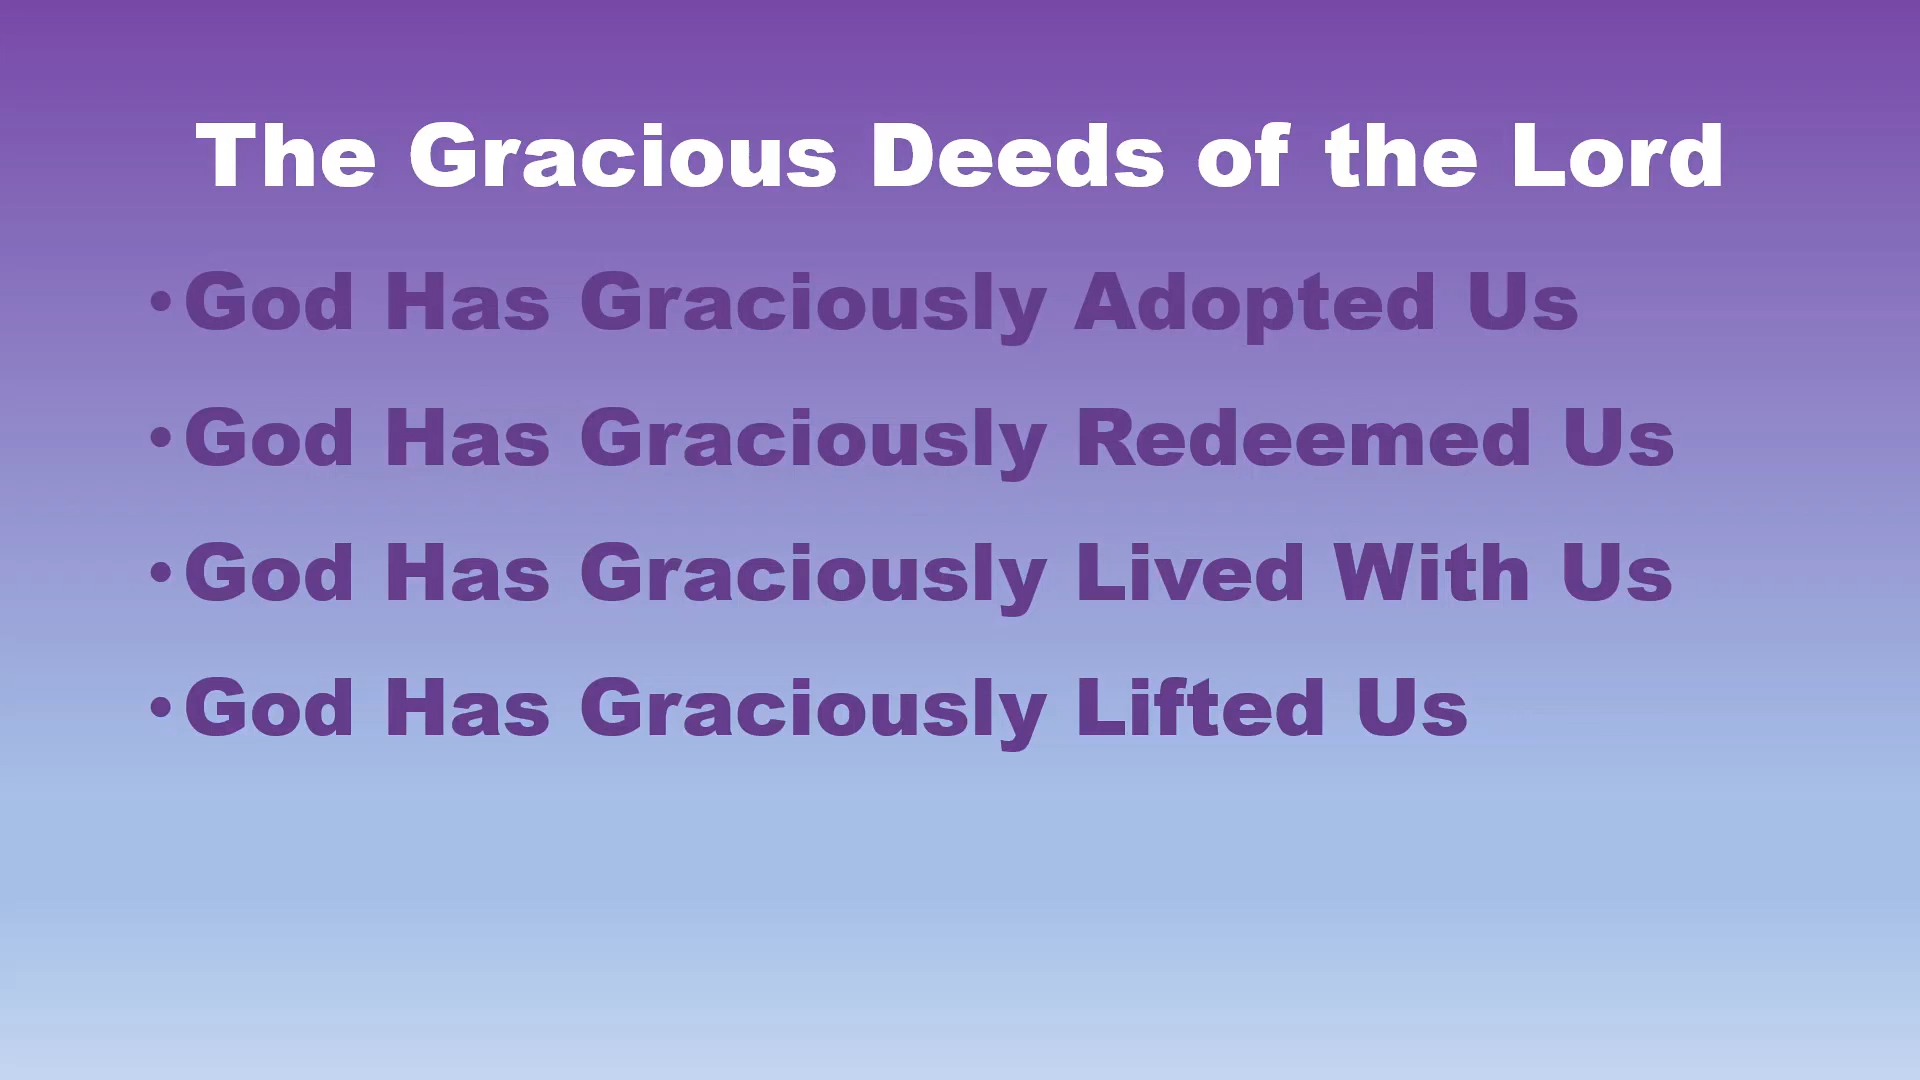 The Gracious Deeds of the Lord
• God Has Graciously Adopted Us
• God Has Graciously Redeemed Us
• God Has Graciously Lived With Us
• God Has Graciously Lifted Us